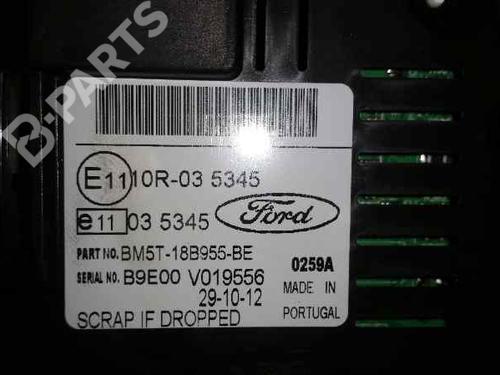 B-PARTS
E11 10R-03 5345
e11 03 5345
Ford
PART NO. BM5T-18B955-BE
0259A
SERIAL NO. B9E00 V019556
29-10-12
MADE IN
PORTUGAL
SCRAP IF DROPPED